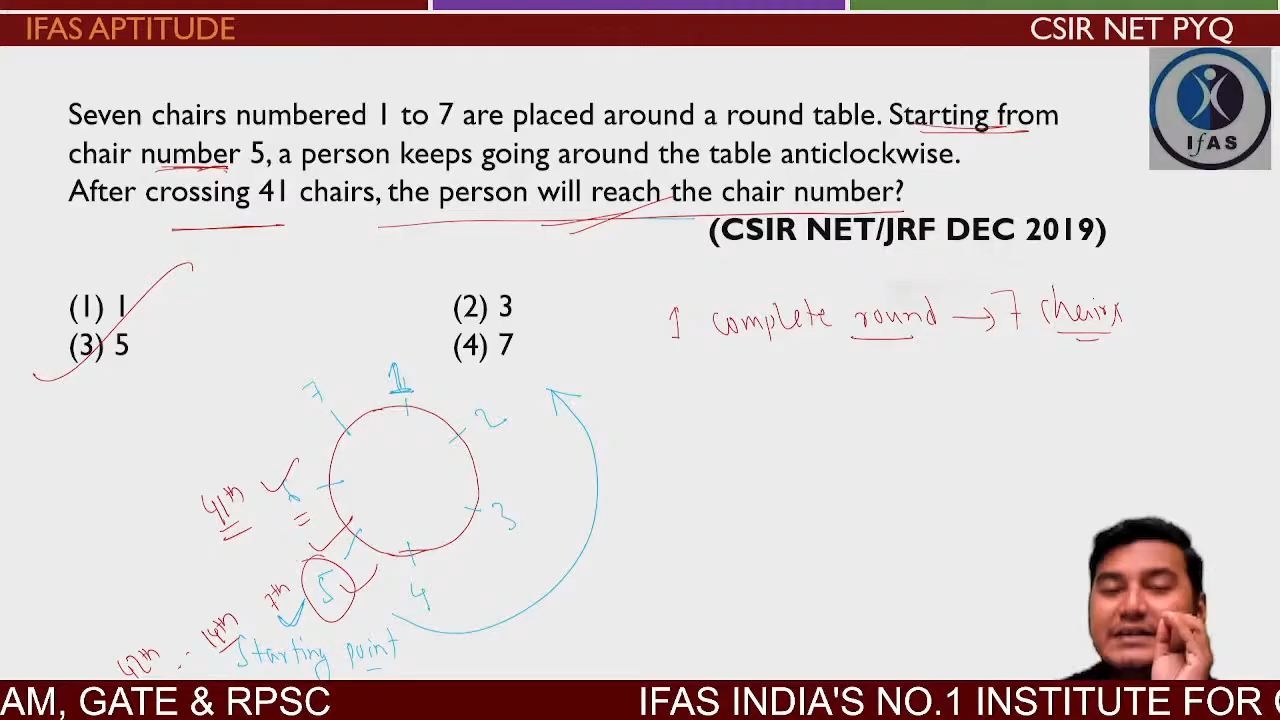 IFAS APTITUDE
CSIR NET PYQ
IfAS
Seven chairs numbered 1 to 7 are placed around a round table. Starting from
chair number 5, a person keeps going around the table anticlockwise.
After crossing 41 chairs, the person will reach the chair number?
(CSIR NET/JRF DEC 2019)
(1) 1
(2) 3
(3) 5
(4) 7
1 complete round → 7 chairs
7
1
2
6
3
41th
5
4
7th
14th
42th
Starting point
AM, GATE & RPSC
IFAS INDIA'S NO.1 INSTITUTE FOR